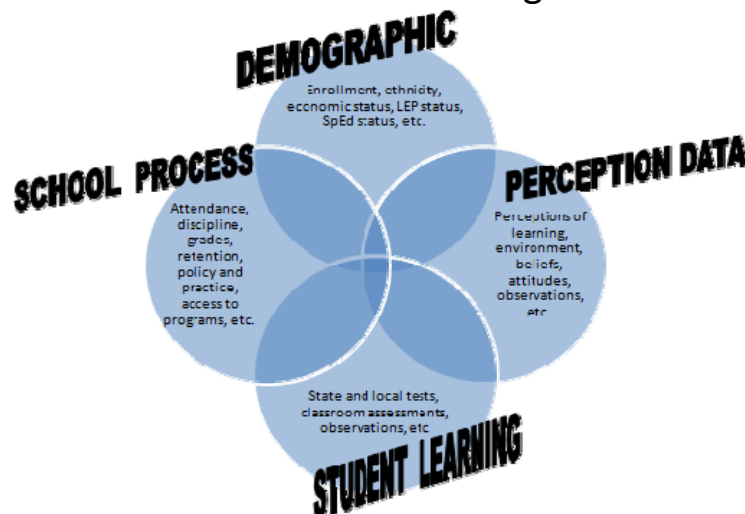 DEMOGRAPHIC
Enrollment, ethnicity,
economic status, LEP status,
SpEd status, etc.
SCHOOL PROCESS
Attendance,
discipline,
grades,
retention,
policy and
practice,
access to
programs, etc.
PERCEPTION DATA
Perceptions of
learning,
environment,
beliefs,
attitudes,
observations,
etc
State and local tests,
classroom assessments,
observations, etc
STUDENT LEARNING